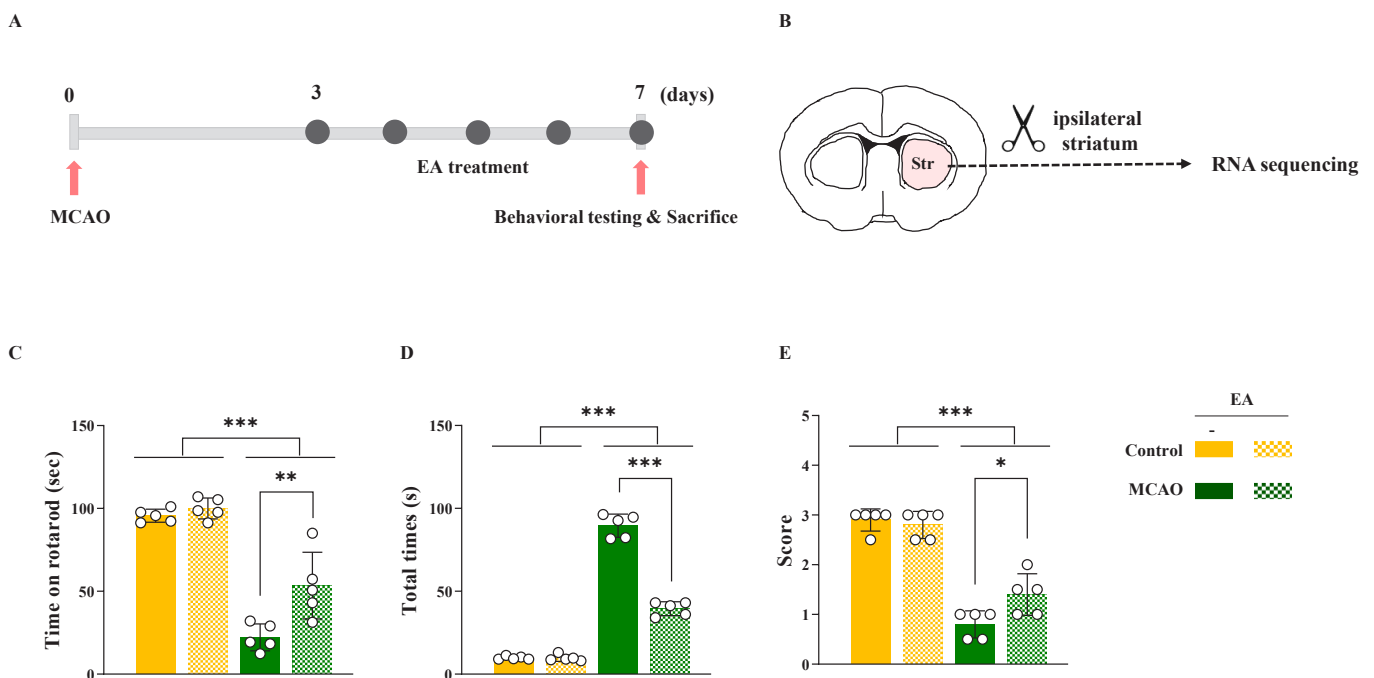 A
B
0
3
7
(days)
EA treatment
MCAO
Behavioral testing & Sacrifice
Str
ipsilateral
striatum
RNA sequencing
C
D
E
Time on rotarod (sec)
150
100
50
0
***
**
Total times (s)
150
100
50
0
***
***
Score
5
4
3
2
1
0
***
*
EA
-
Control
MCAO